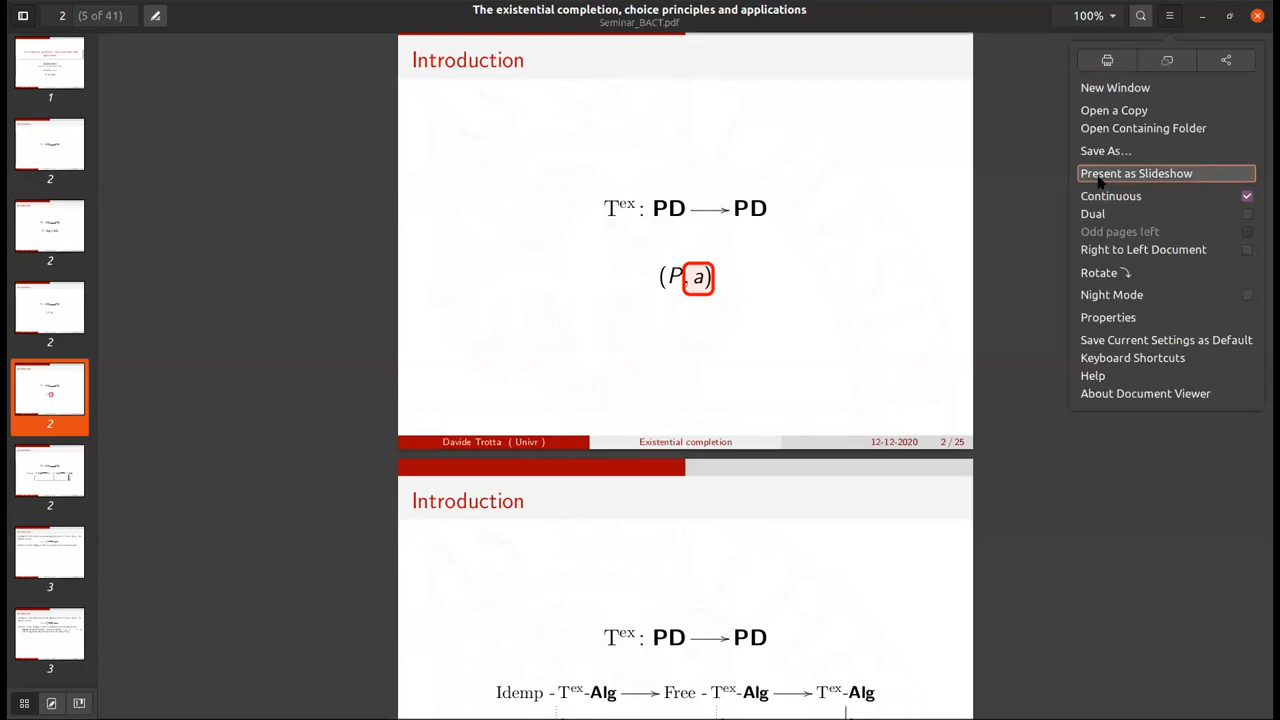 2 (5 of 41)
The existential completion, choice principles and applications
Seminar_BACT.pdf
100%
1
2
2
2
2
2
3
3
Introduction
Tᵉˣ : PD ⟶ PD
(P, a)
Davide Trotta ( Univr ) Existential completion 12-12-2020 2 / 25
Introduction
Tᵉˣ : PD ⟶ PD
Idemp - Tᵉˣ-Alg ⟶ Free - Tᵉˣ-Alg ⟶ Tᵉˣ-Alg
New Window
Open a Copy
Open Containing Folder
Save As…
Present as Slideshow
Continuous
Dual
Odd pages left
Right to Left Document
Rotate
Night Mode
Properties
Save Current Settings as Default
Keyboard Shortcuts
Help
About Document Viewer